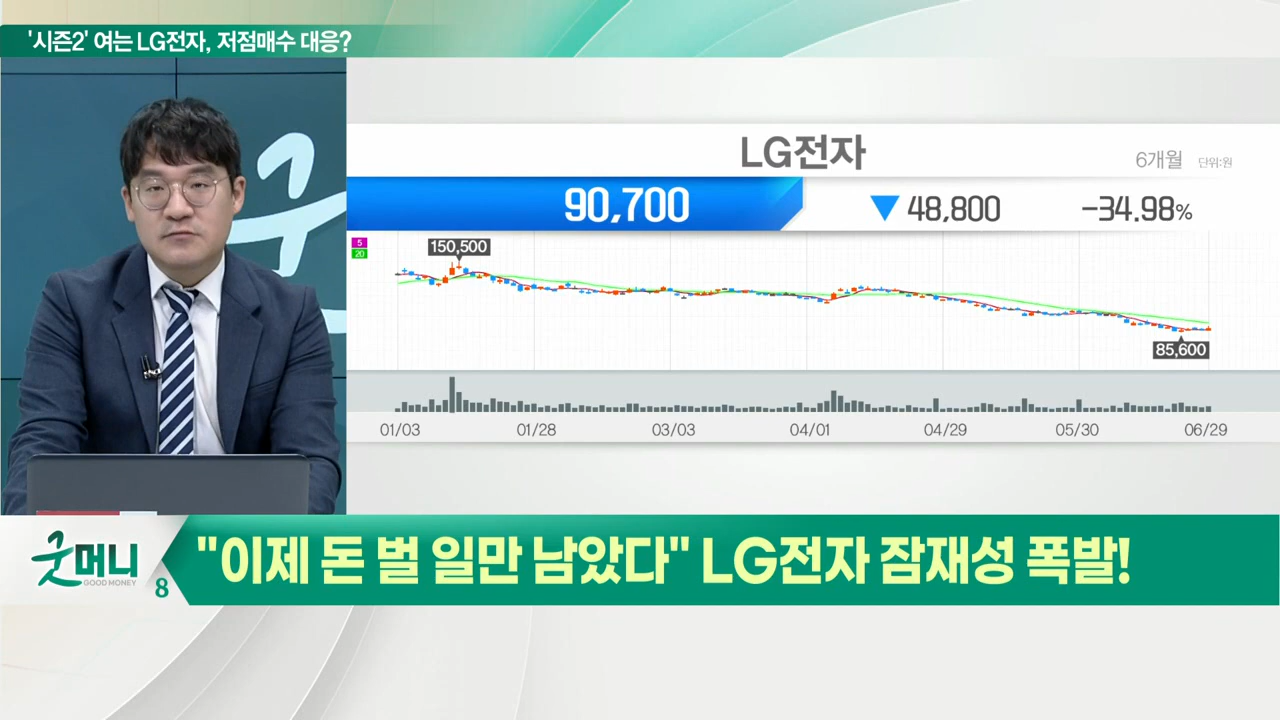 '시즌2' 여는 LG전자, 저점매수 대응?
LG전자
6개월 단위:원
90,700
▼ 48,800
-34.98%
5
20
150,500
85,600
01/03 01/28 03/03 04/01 04/29 05/30 06/29
굿머니
GOOD MONEY
8
"이제 돈 벌 일만 남았다" LG전자 잠재성 폭발!